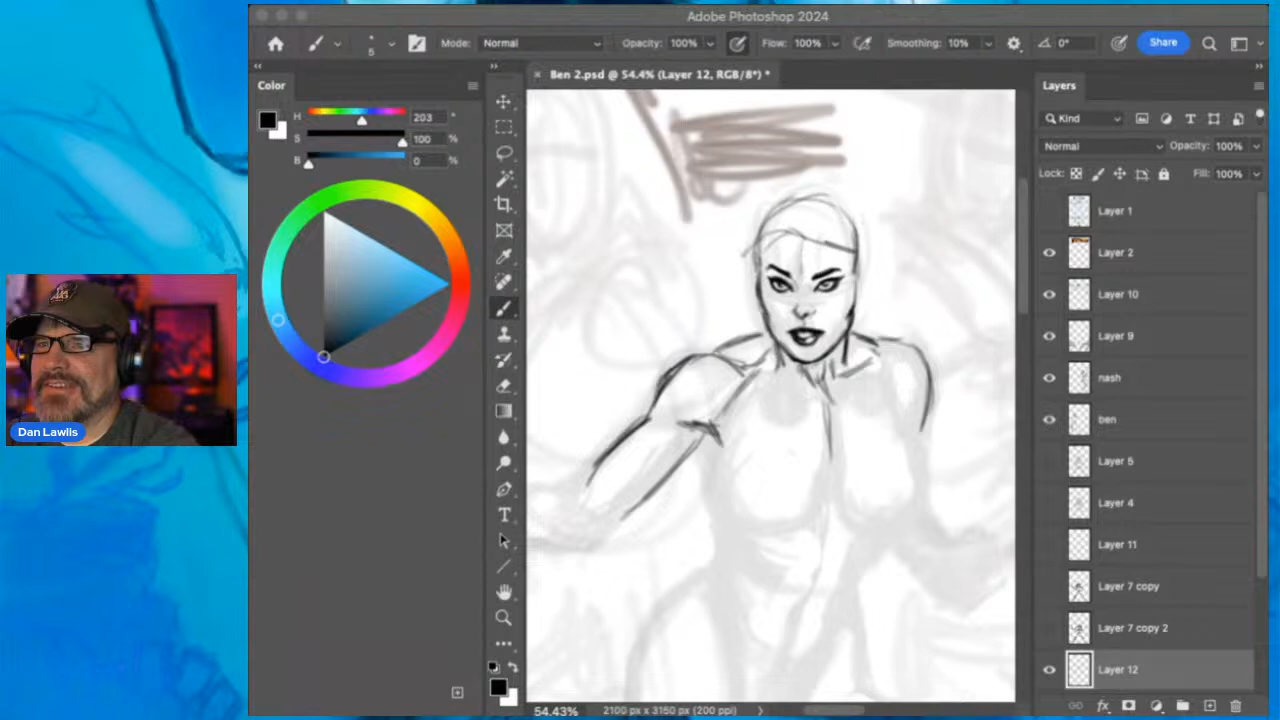 Adobe Photoshop 2024
5
Mode: Normal
Opacity: 100%
Flow: 100%
Smoothing: 10%
0°
Share
Color
Ben 2.psd @ 54.4% (Layer 12, RGB/8*) *
Layers
H 203 °
S 100 %
B 0 %
Kind
Normal
Opacity: 100%
Lock:
Fill: 100%
Layer 1
Layer 2
Layer 10
Layer 9
nash
ben
Layer 5
Layer 4
Layer 11
Layer 7 copy
Layer 7 copy 2
Layer 12
Dan Lawlis
54.43%
2100 px x 3150 px (200 ppi)